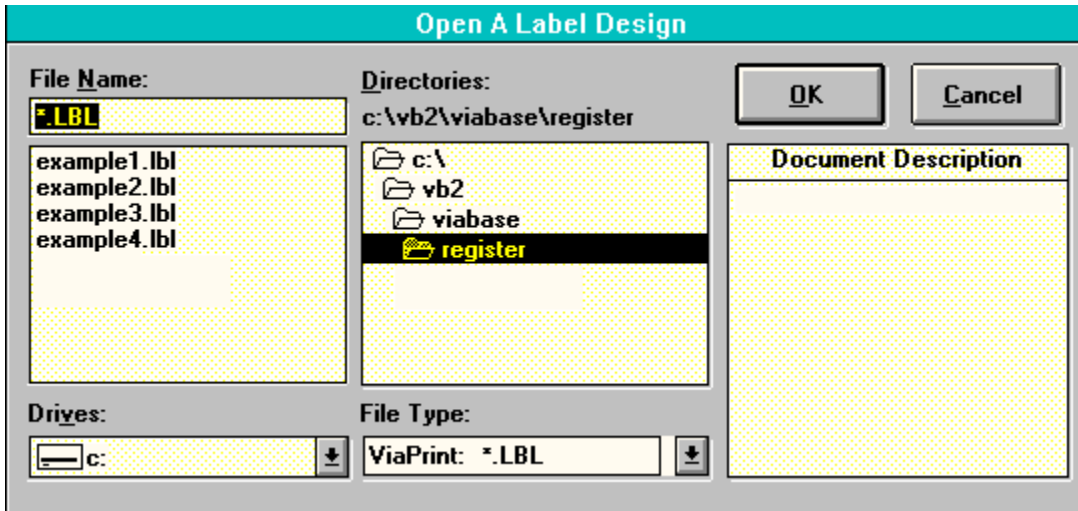 Open A Label Design
File Name:
*.LBL
example1.lbl
example2.lbl
example3.lbl
example4.lbl
Directories:
c:\vb2\viabase\register
c:\
vb2
viabase
register
OK
Cancel
Document Description
Drives:
c:
File Type:
ViaPrint:  *.LBL